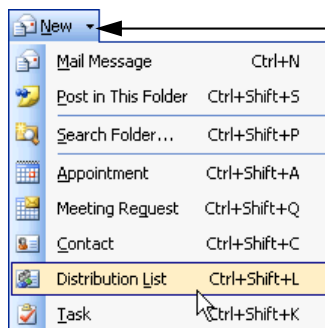 New
Mail Message Ctrl+N
Post in This Folder Ctrl+Shift+S
Search Folder... Ctrl+Shift+P
Appointment Ctrl+Shift+A
Meeting Request Ctrl+Shift+Q
Contact Ctrl+Shift+C
Distribution List Ctrl+Shift+L
Task Ctrl+Shift+K